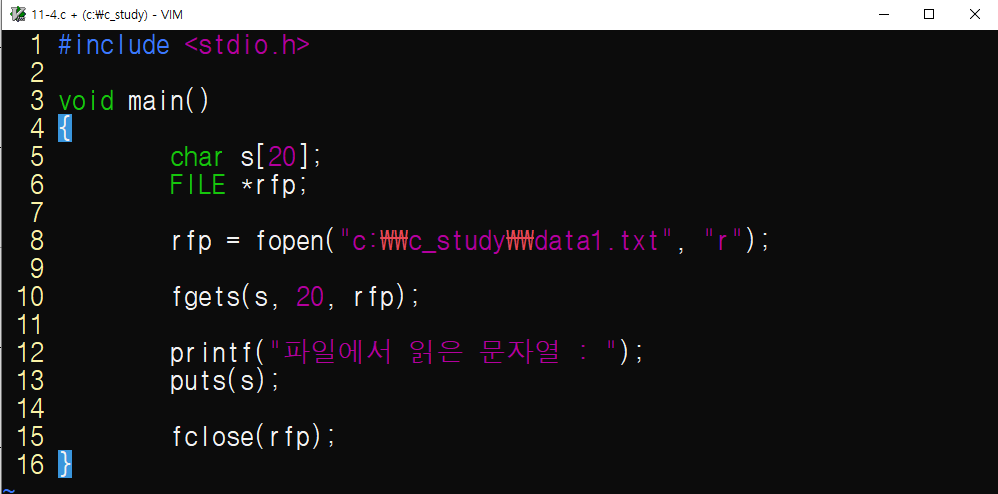 11-4.c + (c:\c_study) - VIM
1 #include <stdio.h>
2
3 void main()
4 {
5 char s[20];
6 FILE *rfp;
7
8 rfp = fopen("c:₩₩c_study₩₩data1.txt", "r");
9
10 fgets(s, 20, rfp);
11
12 printf("파일에서 읽은 문자열 : ");
13 puts(s);
14
15 fclose(rfp);
16 }
~